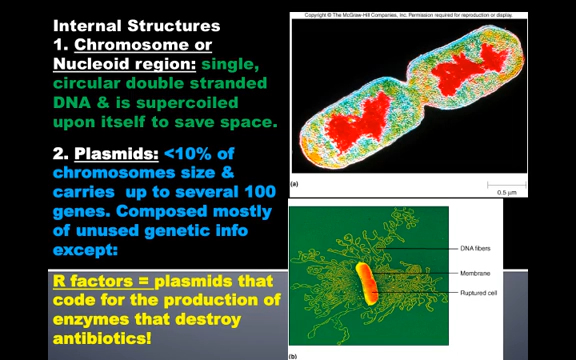 Internal Structures
1. Chromosome or
Nucleoid region: single,
circular double stranded
DNA & is supercoiled
upon itself to save space.
2. Plasmids: <10% of
chromosomes size &
carries up to several 100
genes. Composed mostly
of unused genetic info
except:
R factors = plasmids that
code for the production of
enzymes that destroy
antibiotics!
Copyright © The McGraw-Hill Companies, Inc. Permission required for reproduction or display.
(a)
0.5 μm
DNA fibers
Membrane
Ruptured cell
(b)